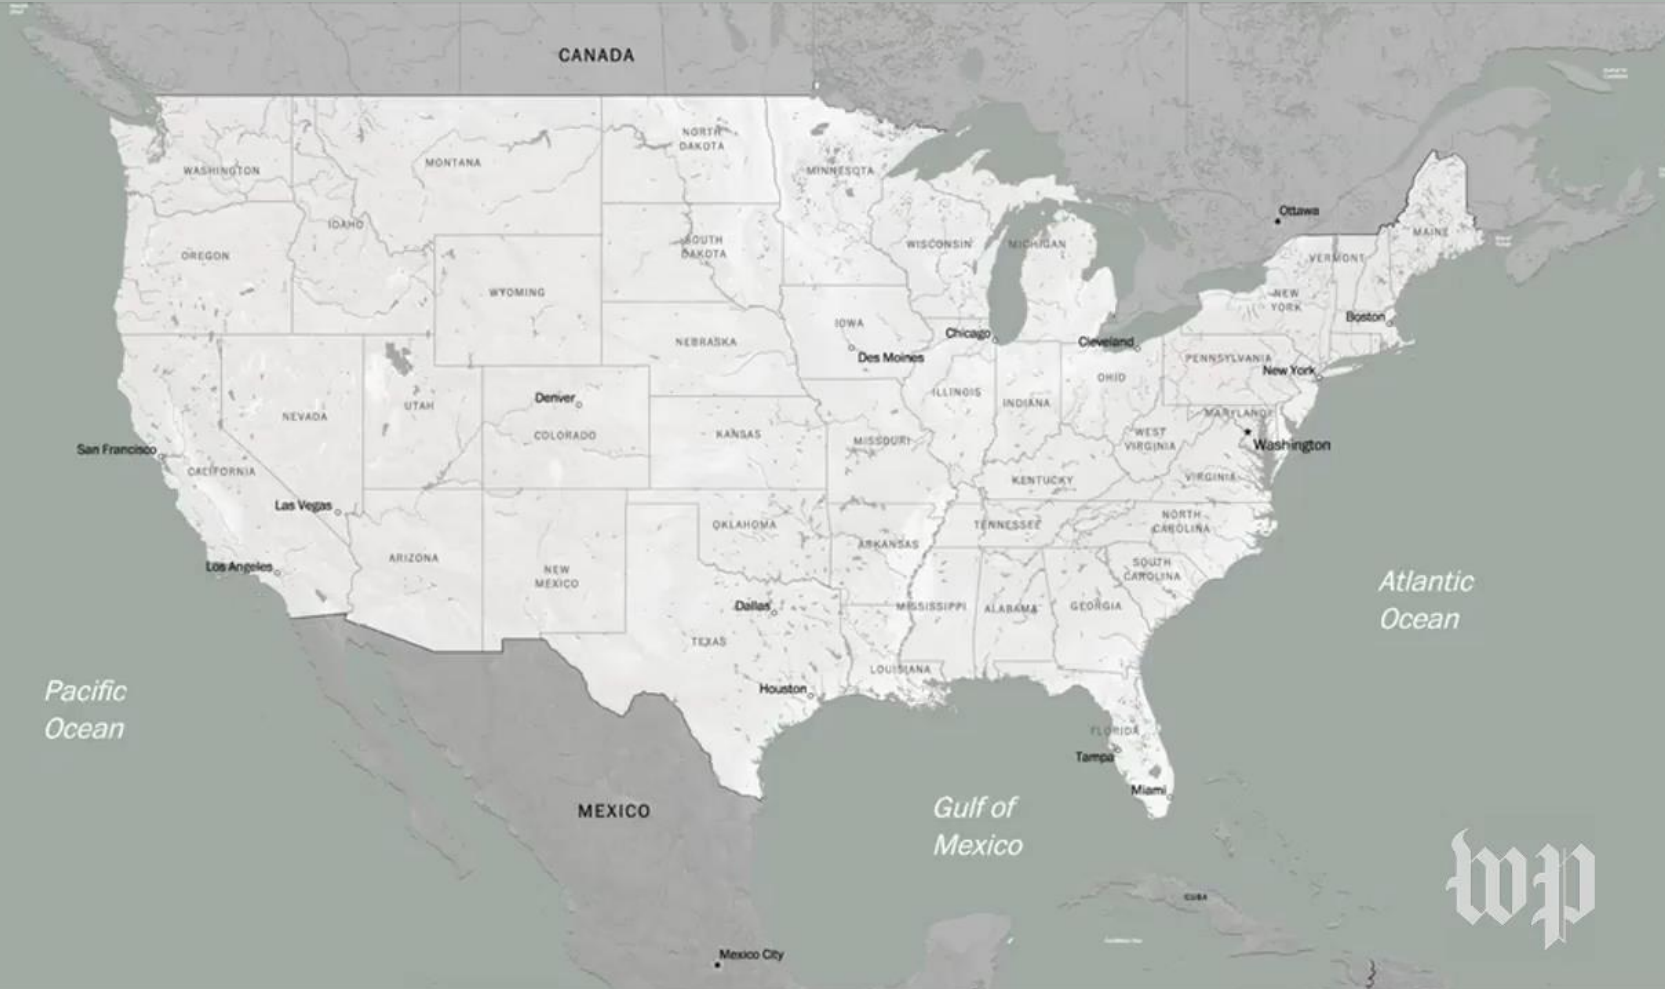 CANADA
NORTH
DAKOTA
MONTANA
WASHINGTON
MINNESOTA
Ottawa
IDAHO
MAINE
SOUTH
DAKOTA
WISCONSIN
MICHIGAN
OREGON
VERMONT
WYOMING
NEW
YORK
Boston
IOWA
Chicago
NEBRASKA
Cleveland
Des Moines
PENNSYLVANIA
New York
OHIO
ILLINOIS
Denver
INDIANA
UTAH
NEVADA
MARYLAND
COLORADO
KANSAS
MISSOURI
WEST
VIRGINIA
Washington
San Francisco
CALIFORNIA
KENTUCKY
VIRGINIA
Las Vegas
OKLAHOMA
TENNESSEE
NORTH
CAROLINA
ARKANSAS
ARIZONA
Los Angeles
NEW
MEXICO
SOUTH
CAROLINA
Atlantic
Ocean
Dallas
MISSISSIPPI
ALABAMA
GEORGIA
TEXAS
LOUISIANA
Pacific
Ocean
Houston
FLORIDA
Tampa
Miami
MEXICO
Gulf of
Mexico
wp
CUBA
Mexico City